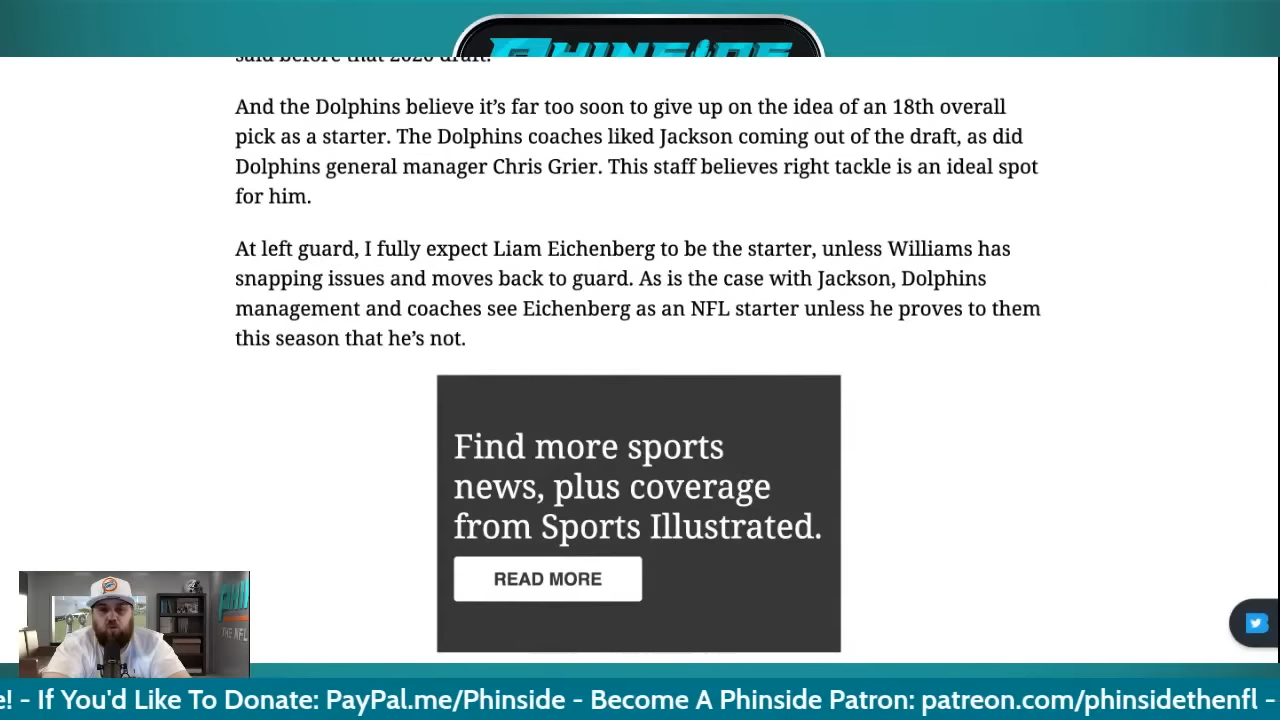 PHINSIDE
said before that 2020 draft.
And the Dolphins believe it's far too soon to give up on the idea of an 18th overall
pick as a starter. The Dolphins coaches liked Jackson coming out of the draft, as did
Dolphins general manager Chris Grier. This staff believes right tackle is an ideal spot
for him.
At left guard, I fully expect Liam Eichenberg to be the starter, unless Williams has
snapping issues and moves back to guard. As is the case with Jackson, Dolphins
management and coaches see Eichenberg as an NFL starter unless he proves to them
this season that he's not.
Find more sports
news, plus coverage
from Sports Illustrated.
READ MORE
THE NFL
e! - If You'd Like To Donate: PayPal.me/Phinside - Become A Phinside Patron: patreon.com/phinsidethenfl -